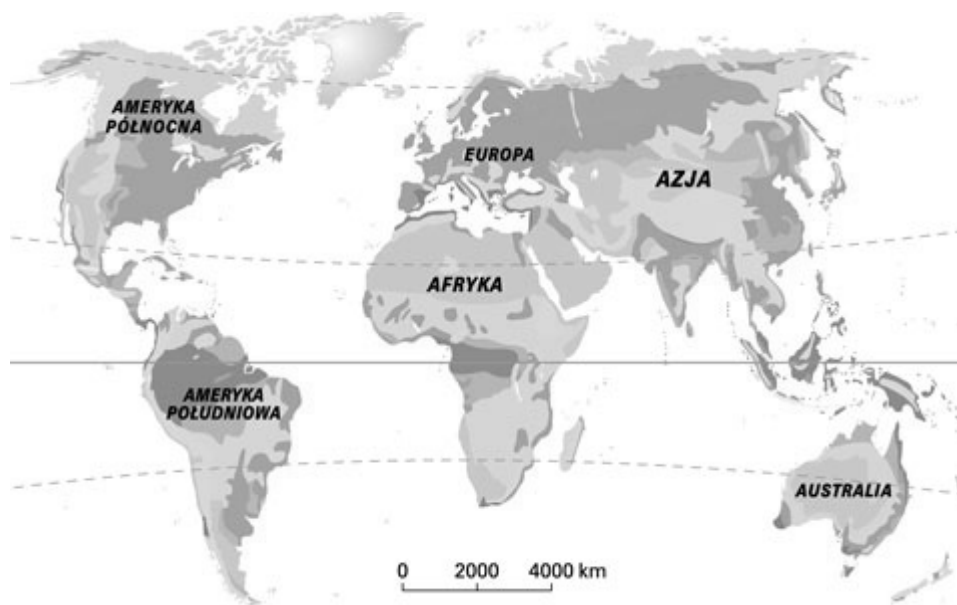 AMERYKA
PÓŁNOCNA
EUROPA
AZJA
AFRYKA
AMERYKA
POŁUDNIOWA
AUSTRALIA
0 2000 4000 km